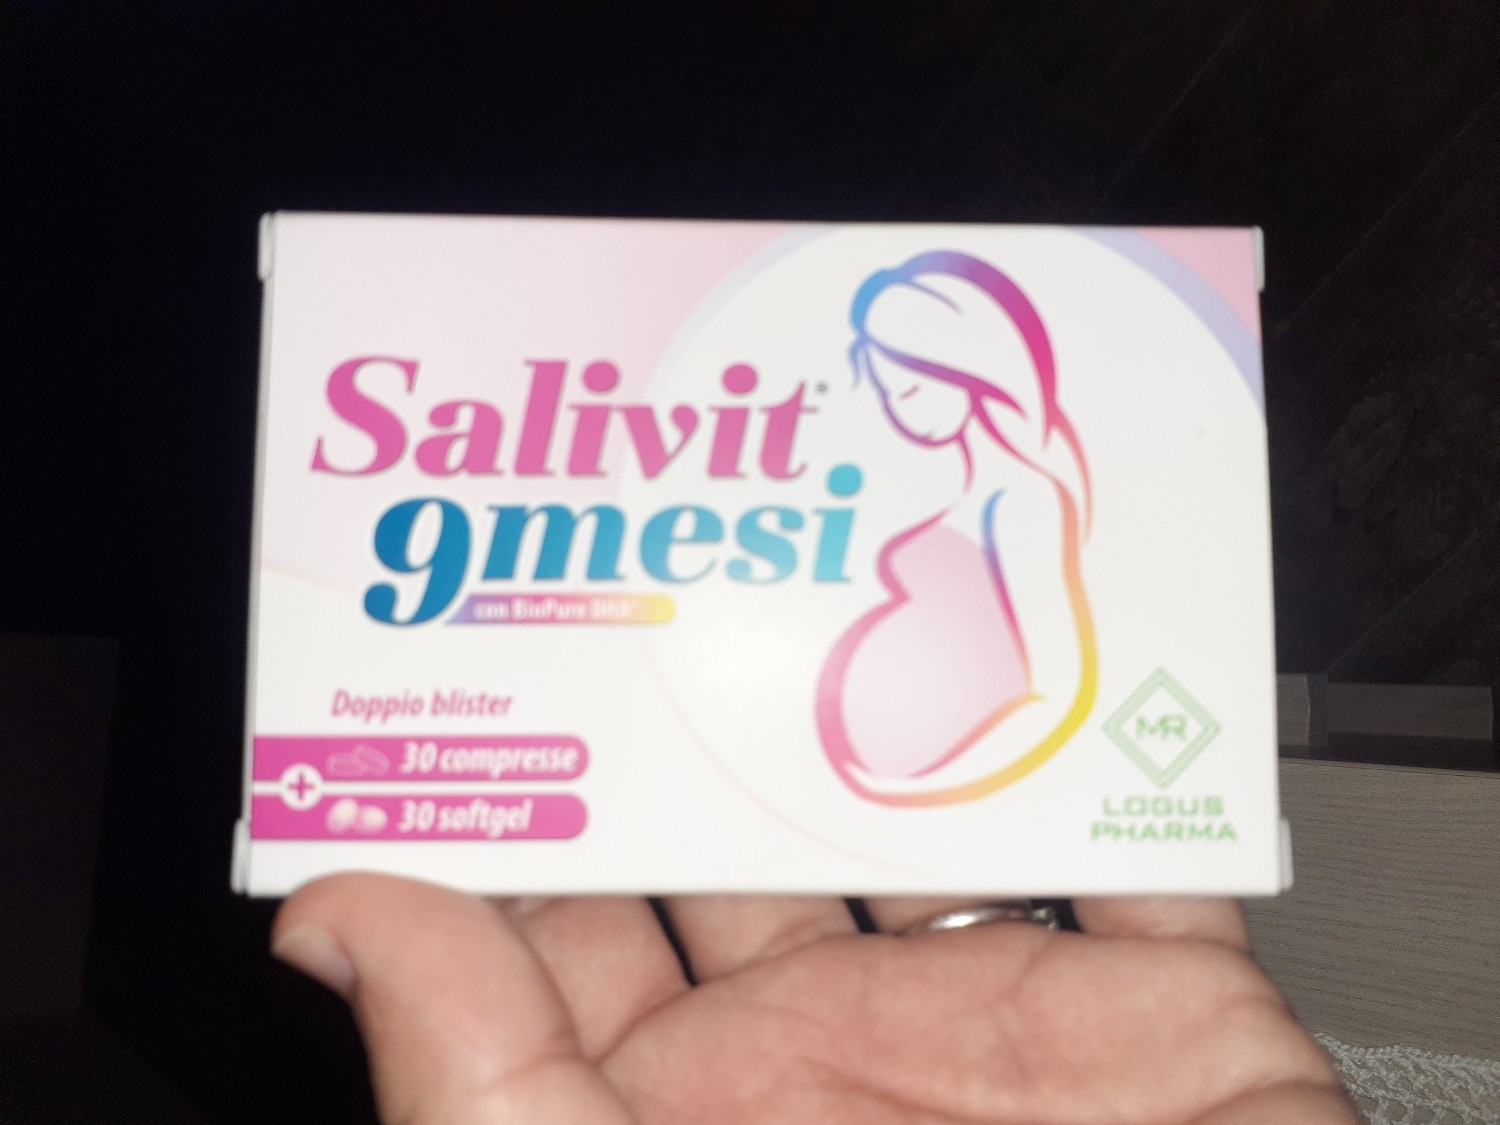 Salivit®
9mesi
con BioPure DHA®
Doppio blister
30 compresse
+
30 softgel
MR
LOGUS
PHARMA